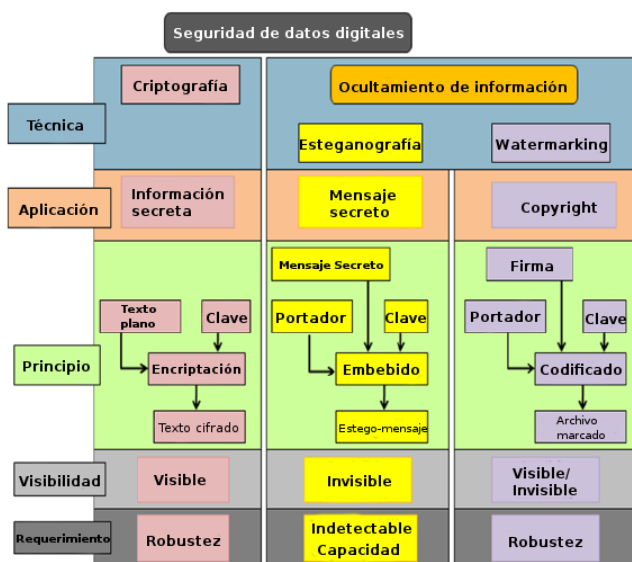 Seguridad de datos digitales
Criptografía
Ocultamiento de información
Técnica
Esteganografía
Watermarking
Aplicación
Información
secreta
Mensaje
secreto
Copyright
Mensaje Secreto
Firma
Texto
plano
Clave
Portador
Clave
Portador
Clave
Principio
Encriptación
Embebido
Codificado
Texto cifrado
Estego-mensaje
Archivo
marcado
Visibilidad
Visible
Invisible
Visible/
Invisible
Requerimiento
Robustez
Indetectable
Capacidad
Robustez